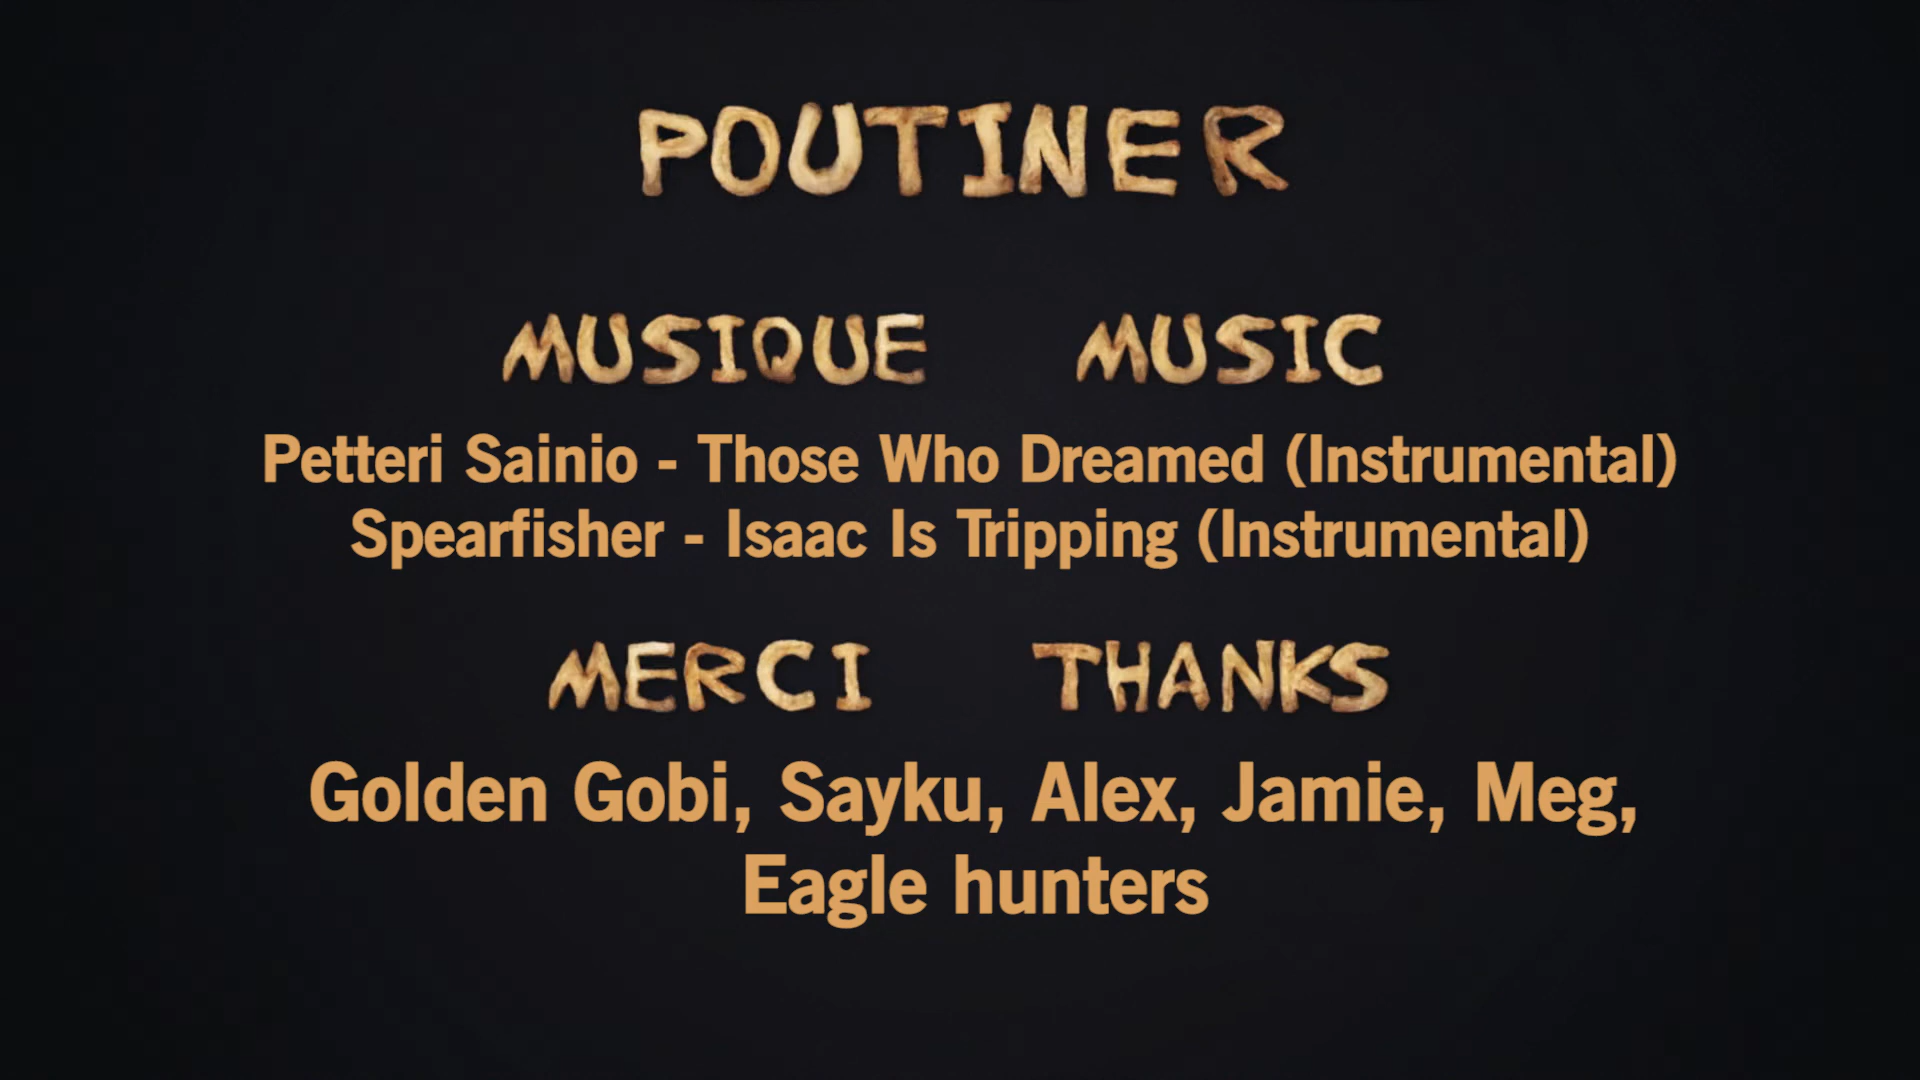 POUTINER
MUSIQUE MUSIC
Petteri Sainio - Those Who Dreamed (Instrumental)
Spearfisher - Isaac Is Tripping (Instrumental)
MERCI THANKS
Golden Gobi, Sayku, Alex, Jamie, Meg,
Eagle hunters